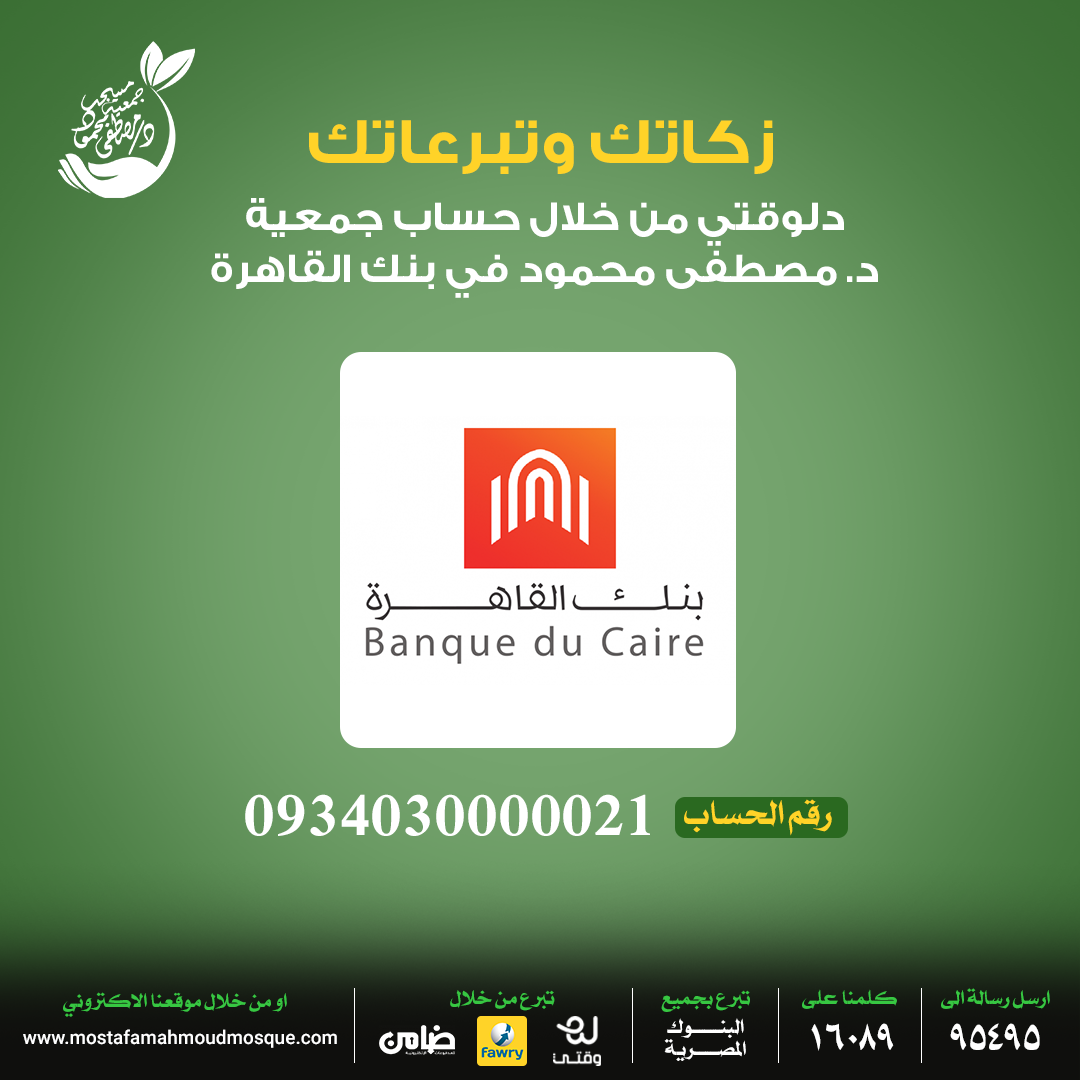 مسجد
جمعية محمود
د/مصطفى
زكاتك وتبرعاتك
دلوقتي من خلال حساب جمعية
د. مصطفى محمود في بنك القاهرة
بنك القاهرة
Banque du Caire
رقم الحساب 0934030000021
ارسل رسالة الى
٩٥٤٩٥
كلمنا على
١٦٠٨٩
تبرع بجميع
البنوك
المصرية
تبرع من خلال
وقتي
fawry
ضامن
او من خلال موقعنا الاكتروني
www.mostafamahmoudmosque.com